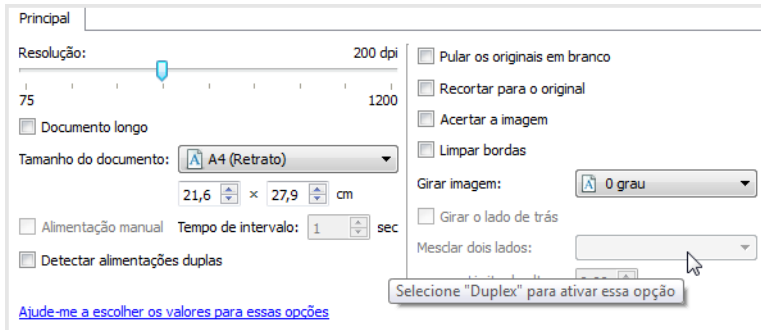 Principal
Resolução: 200 dpi
75 1200
Documento longo
Tamanho do documento: A4 (Retrato)
21,6 × 27,9 cm
Alimentação manual Tempo de intervalo: 1 sec
Detectar alimentações duplas
Ajude-me a escolher os valores para essas opções
Pular os originais em branco
Recortar para o original
Acertar a imagem
Limpar bordas
Girar imagem: 0 grau
Girar o lado de trás
Mesclar dois lados:
Selecione "Duplex" para ativar essa opção